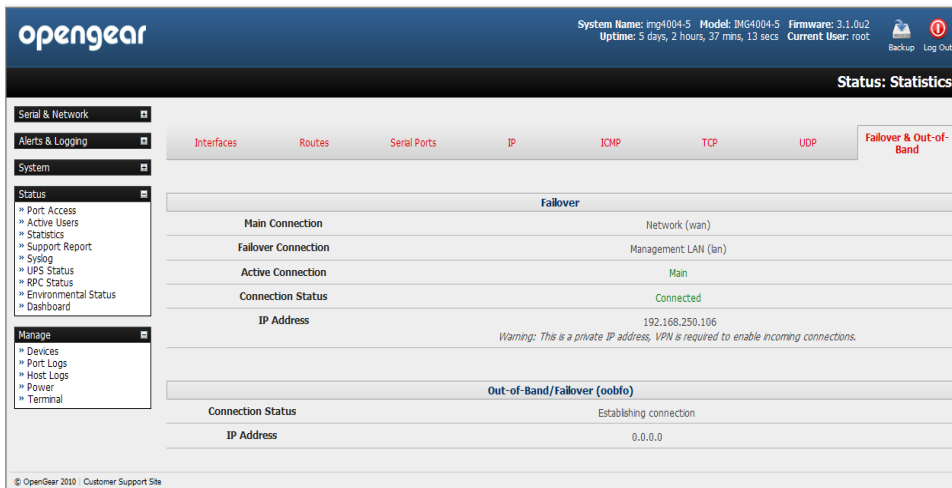 opengear
System Name: img4004-5 Model: IMG4004-5 Firmware: 3.1.0u2
Uptime: 5 days, 2 hours, 37 mins, 13 secs Current User: root
Backup Log Out
Status: Statistics
Serial & Network
Alerts & Logging
System
Status
» Port Access
» Active Users
» Statistics
» Support Report
» Syslog
» UPS Status
» RPC Status
» Environmental Status
» Dashboard
Manage
» Devices
» Port Logs
» Host Logs
» Power
» Terminal
Interfaces Routes Serial Ports IP ICMP TCP UDP Failover & Out-of-
Band
Failover
Main Connection Network (wan)
Failover Connection Management LAN (lan)
Active Connection Main
Connection Status Connected
IP Address 192.168.250.106
Warning: This is a private IP address, VPN is required to enable incoming connections.
Out-of-Band/Failover (oobfo)
Connection Status Establishing connection
IP Address 0.0.0.0
© OpenGear 2010 | Customer Support Site